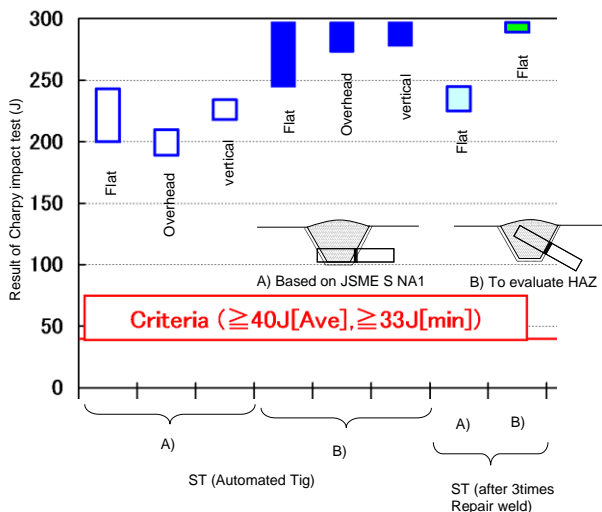 Result of Charpy impact test (J)
300
250
200
150
100
50
0
Flat
Overhead
vertical
Flat
Overhead
vertical
Flat
Flat
A) Based on JSME S NA1
B) To evaluate HAZ
Criteria (≧40J[Ave],≧33J[min])
A)
B)
A)
B)
ST (Automated Tig)
ST (after 3times
Repair weld)